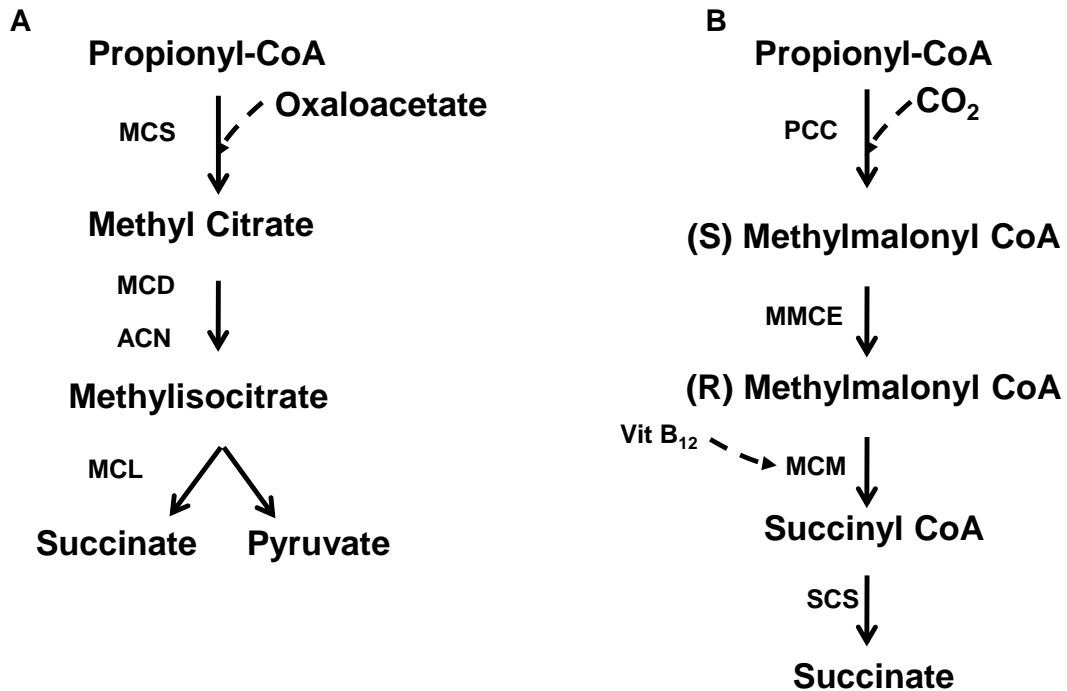 A
Propionyl-CoA
Oxaloacetate
MCS
Methyl Citrate
MCD
ACN
Methylisocitrate
MCL
Succinate Pyruvate
B
Propionyl-CoA
CO₂
PCC
(S) Methylmalonyl CoA
MMCE
(R) Methylmalonyl CoA
Vit B₁₂
MCM
Succinyl CoA
SCS
Succinate